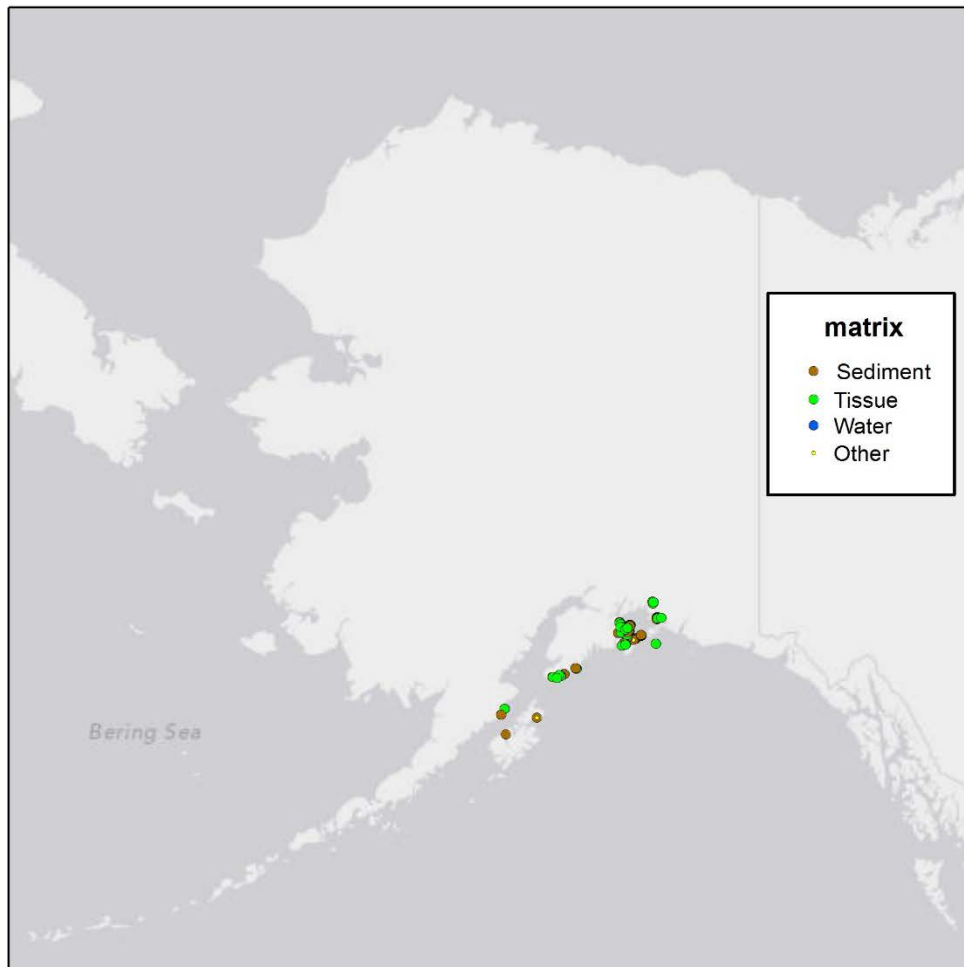 matrix
Sediment
Tissue
Water
Other
Bering Sea